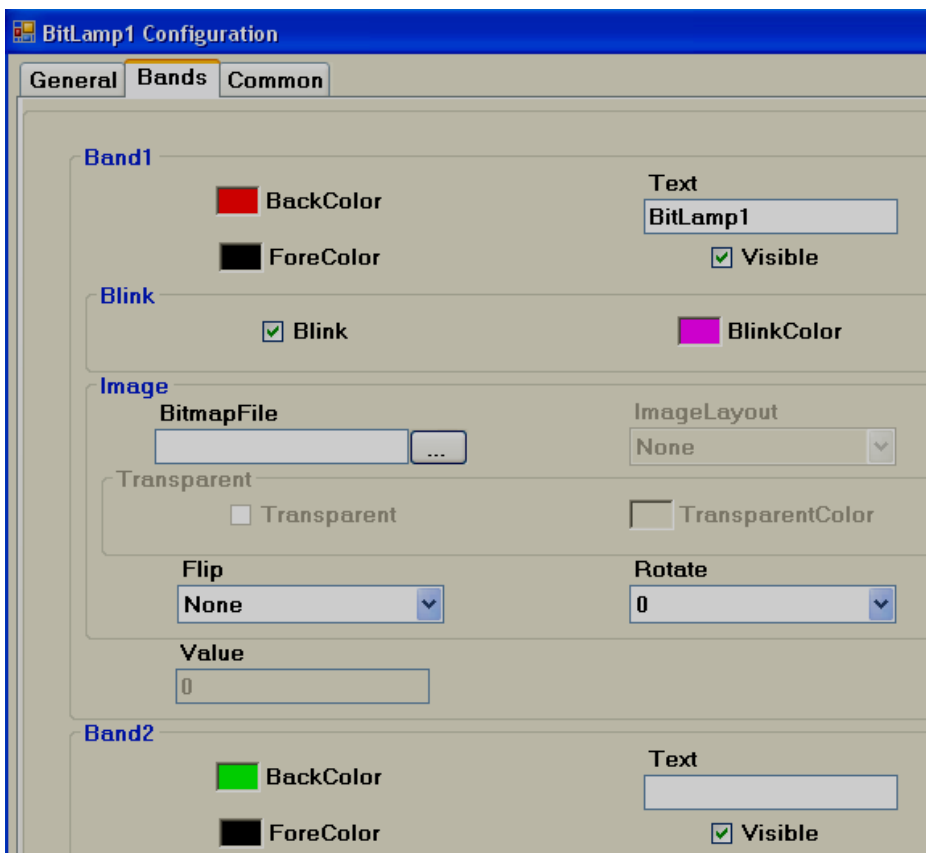 BitLamp1 Configuration
General Bands Common
Band1
BackColor
Text
BitLamp1
ForeColor
Visible
Blink
Blink
BlinkColor
Image
BitmapFile
...
ImageLayout
None
Transparent
Transparent
TransparentColor
Flip
None
Rotate
0
Value
0
Band2
BackColor
Text
ForeColor
Visible